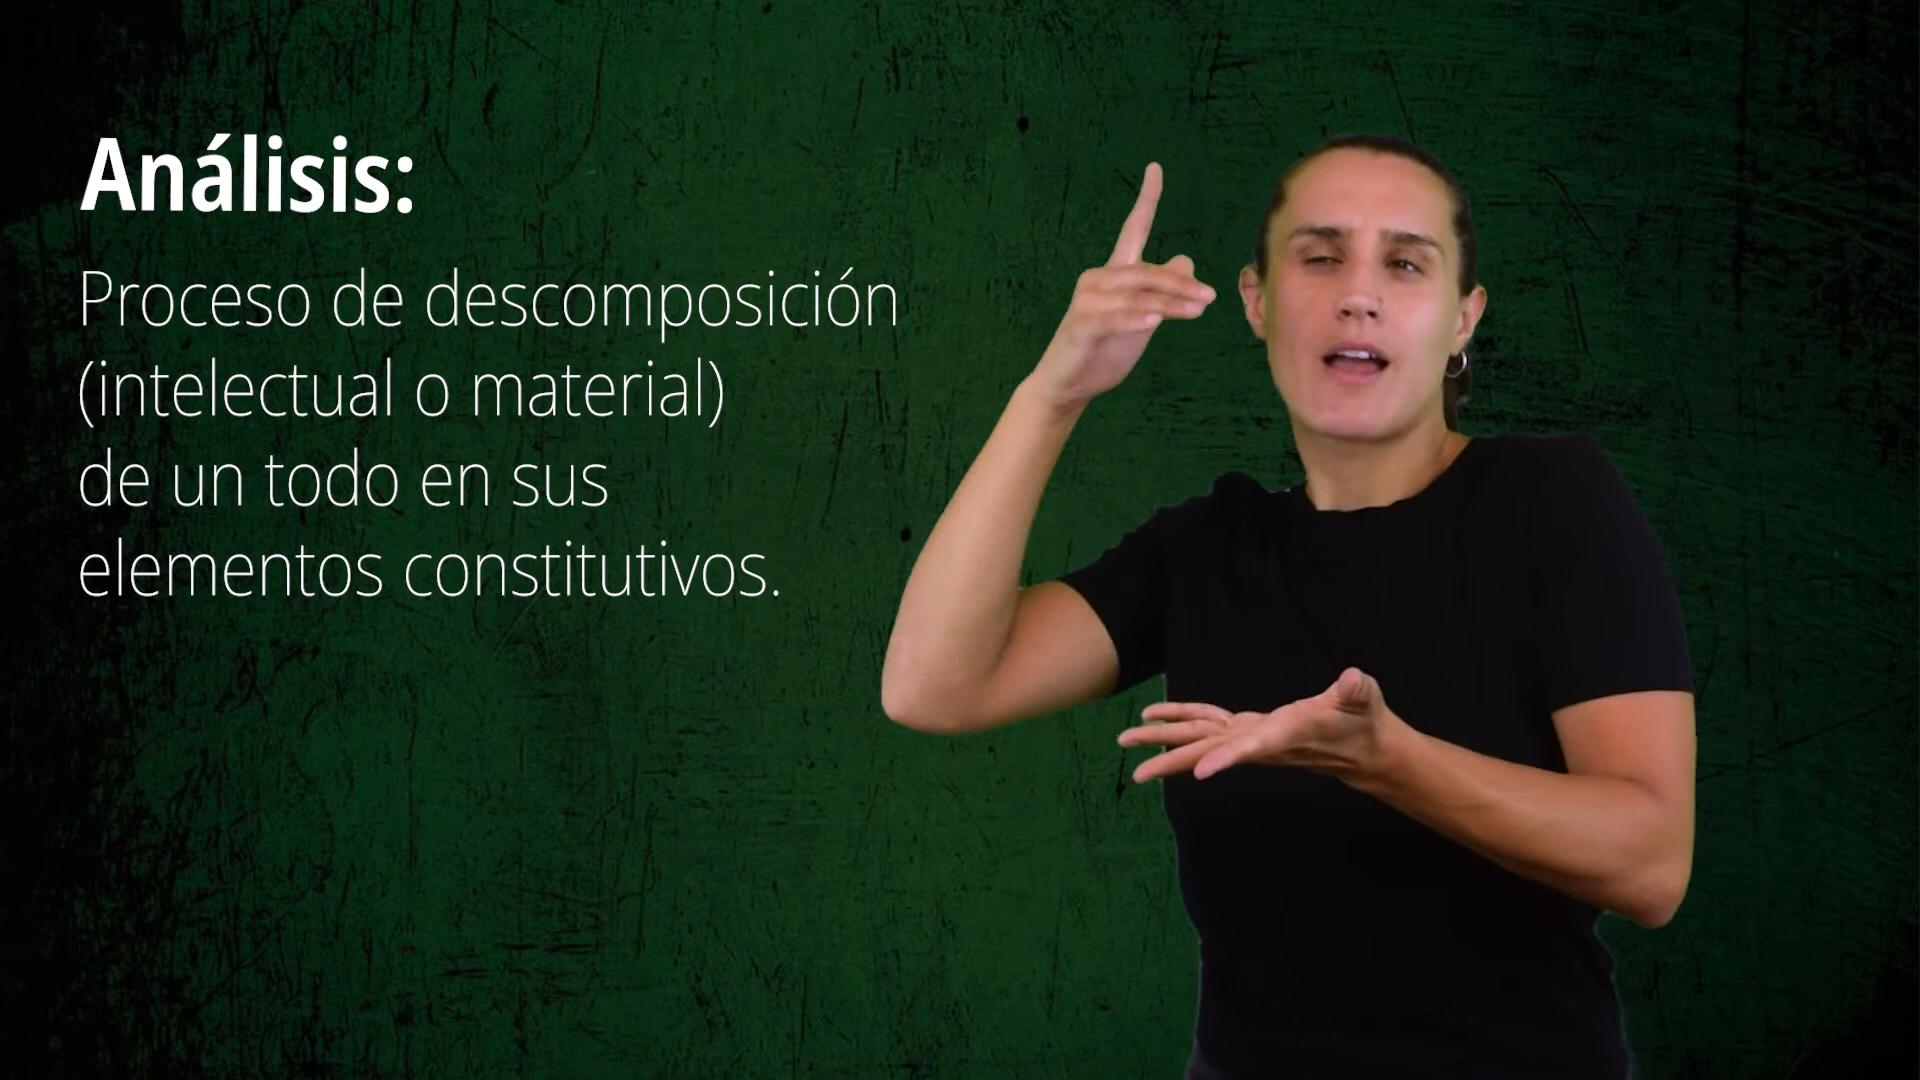 Análisis:
Proceso de descomposición
(intelectual o material)
de un todo en sus
elementos constitutivos.